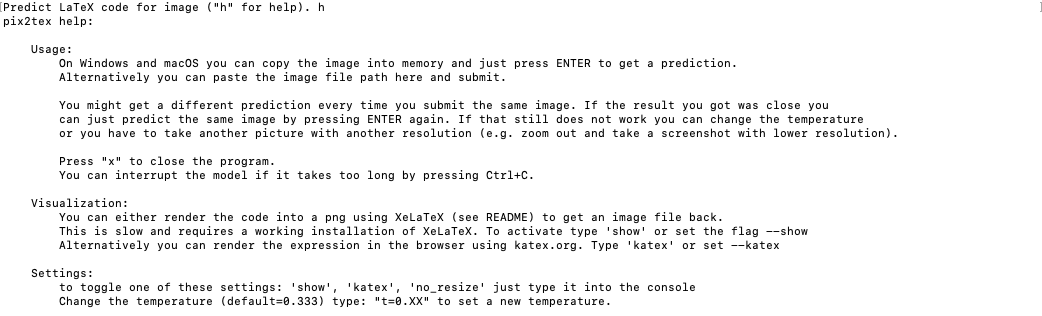 [Predict LaTeX code for image ("h" for help). h ]
pix2tex help:
Usage:
On Windows and macOS you can copy the image into memory and just press ENTER to get a prediction.
Alternatively you can paste the image file path here and submit.
You might get a different prediction every time you submit the same image. If the result you got was close you
can just predict the same image by pressing ENTER again. If that still does not work you can change the temperature
or you have to take another picture with another resolution (e.g. zoom out and take a screenshot with lower resolution).
Press "x" to close the program.
You can interrupt the model if it takes too long by pressing Ctrl+C.
Visualization:
You can either render the code into a png using XeLaTeX (see README) to get an image file back.
This is slow and requires a working installation of XeLaTeX. To activate type 'show' or set the flag --show
Alternatively you can render the expression in the browser using katex.org. Type 'katex' or set --katex
Settings:
to toggle one of these settings: 'show', 'katex', 'no_resize' just type it into the console
Change the temperature (default=0.333) type: "t=0.XX" to set a new temperature.